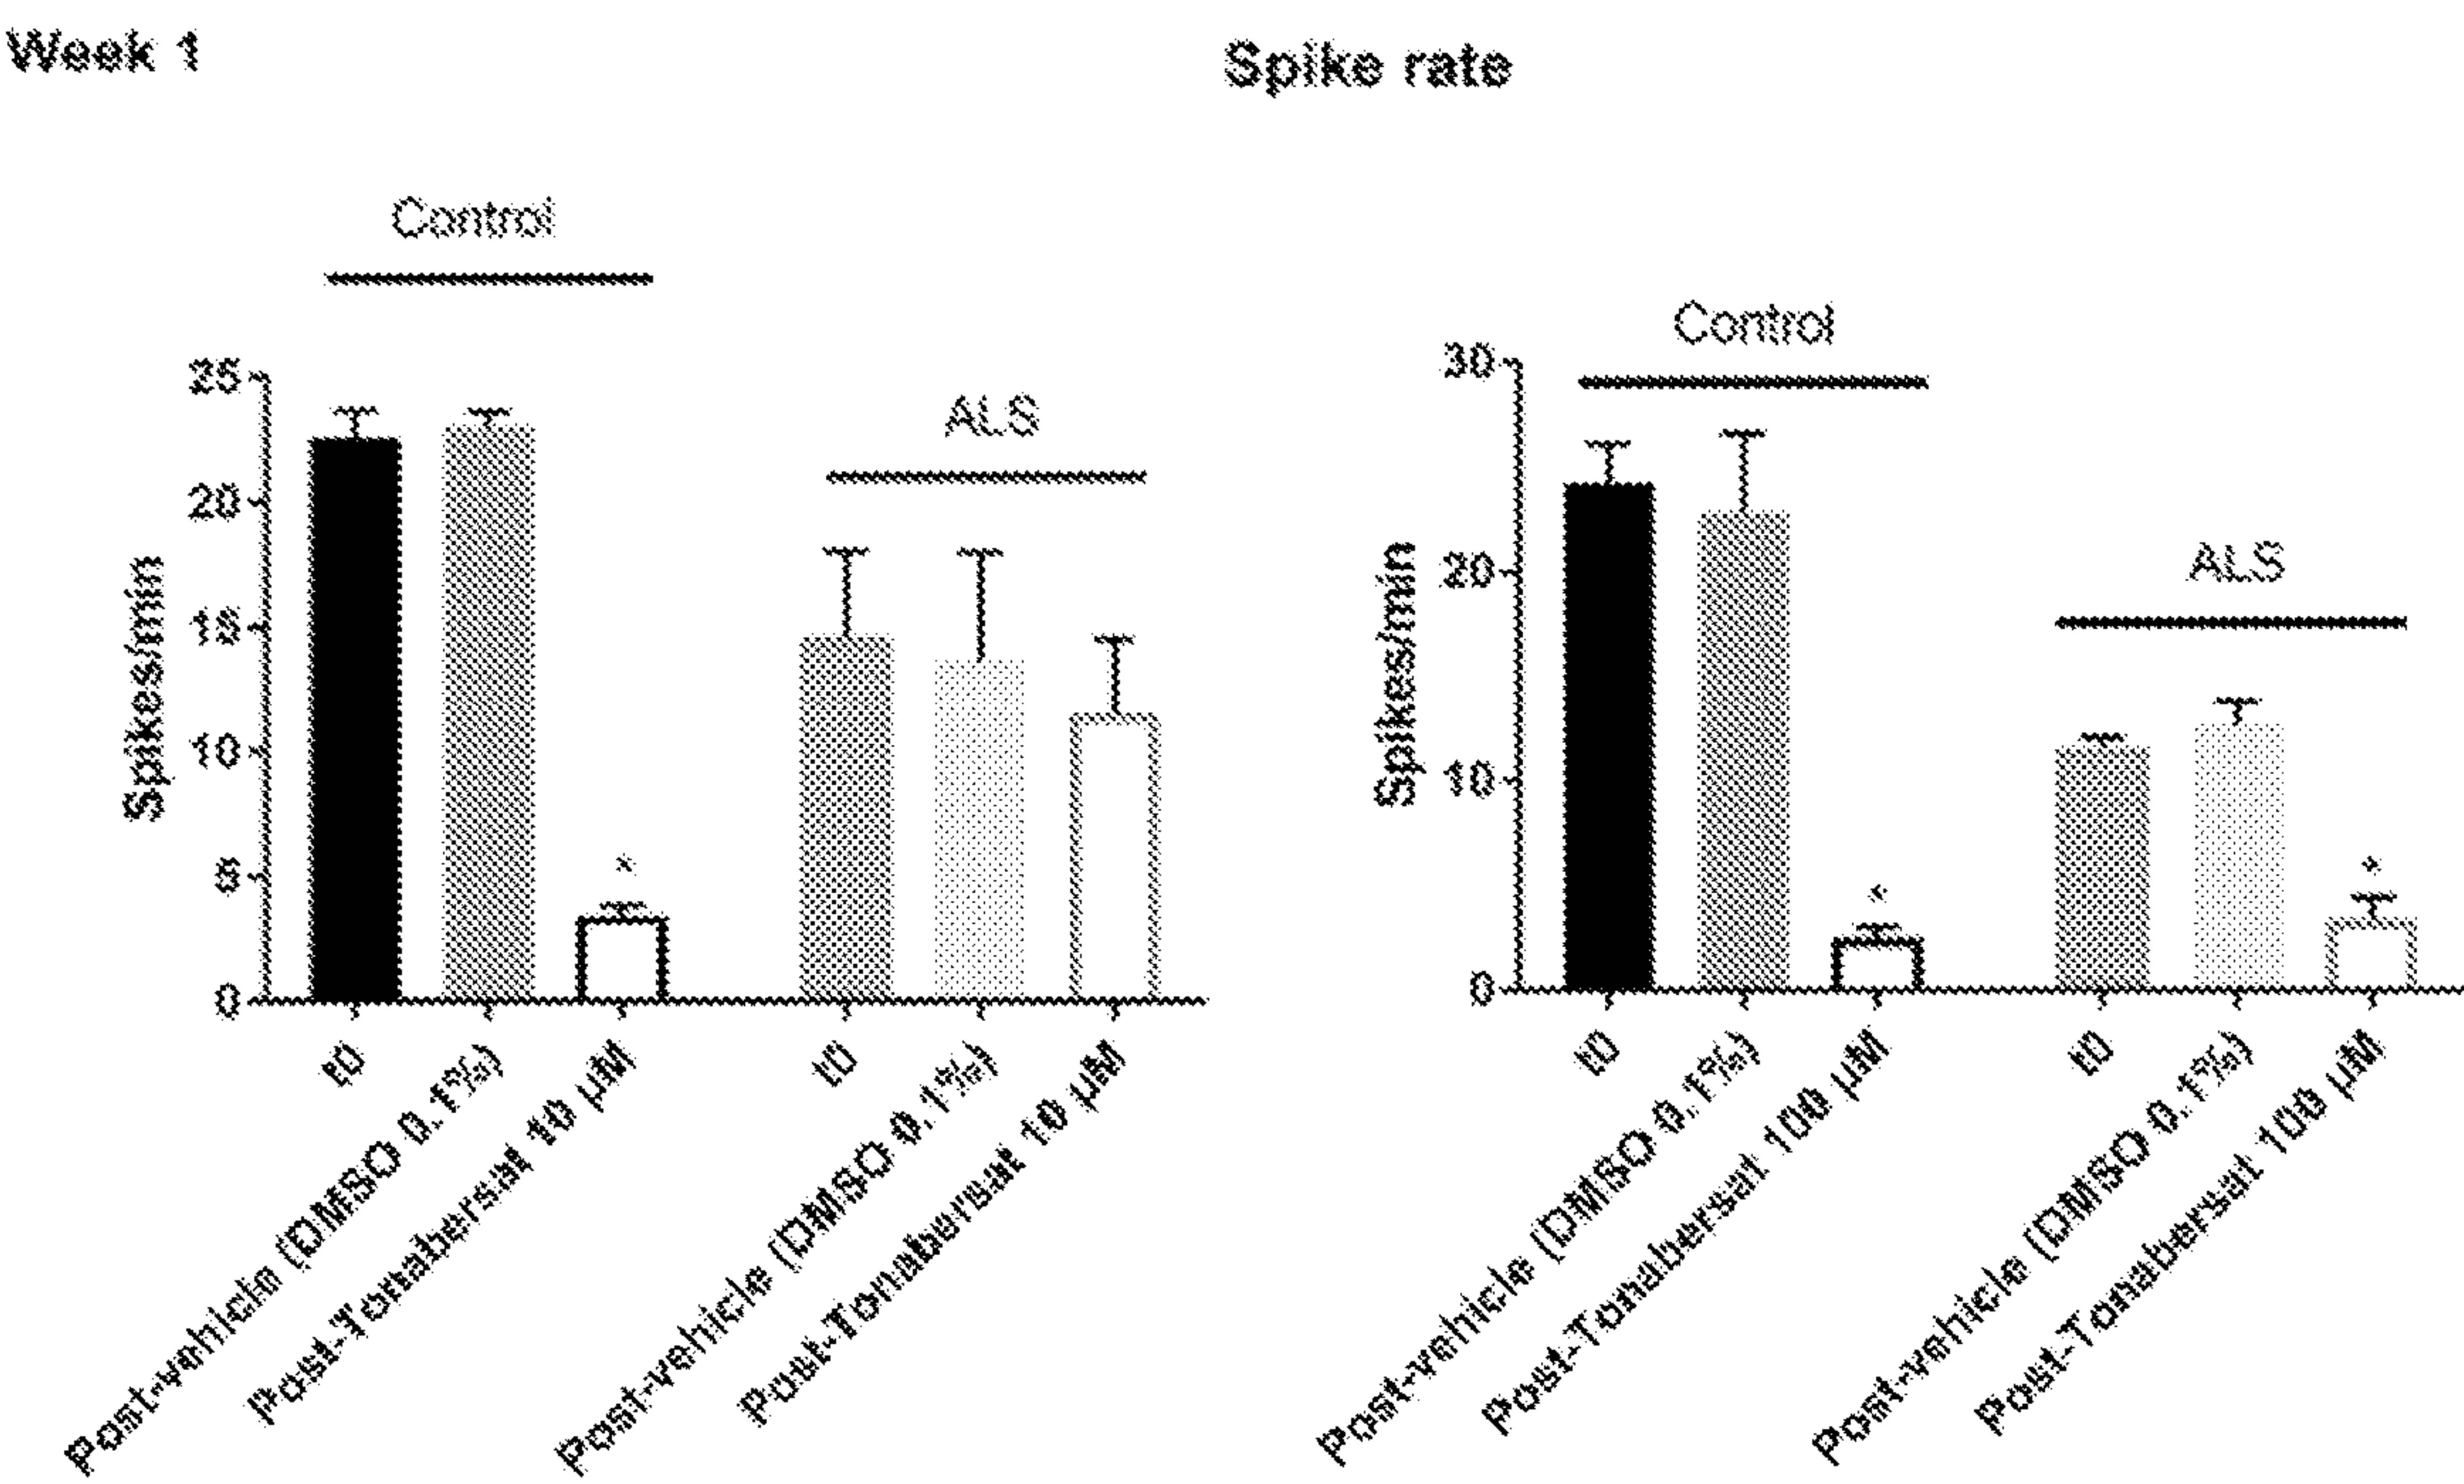 Week 1
Spike rate
Control
ALS
25
20
15
10
5
0
Spikes/min
*
t0
Post-vehicle (DMSO 0.1%)
Post-Tonabersat 10 µM
t0
Post-vehicle (DMSO 0.1%)
Post-Tonabersat 10 µM
Control
ALS
30
20
10
0
Spikes/min
*
*
t0
Post-vehicle (DMSO 0.1%)
Post-Tonabersat 100 µM
t0
Post-vehicle (DMSO 0.1%)
Post-Tonabersat 100 µM